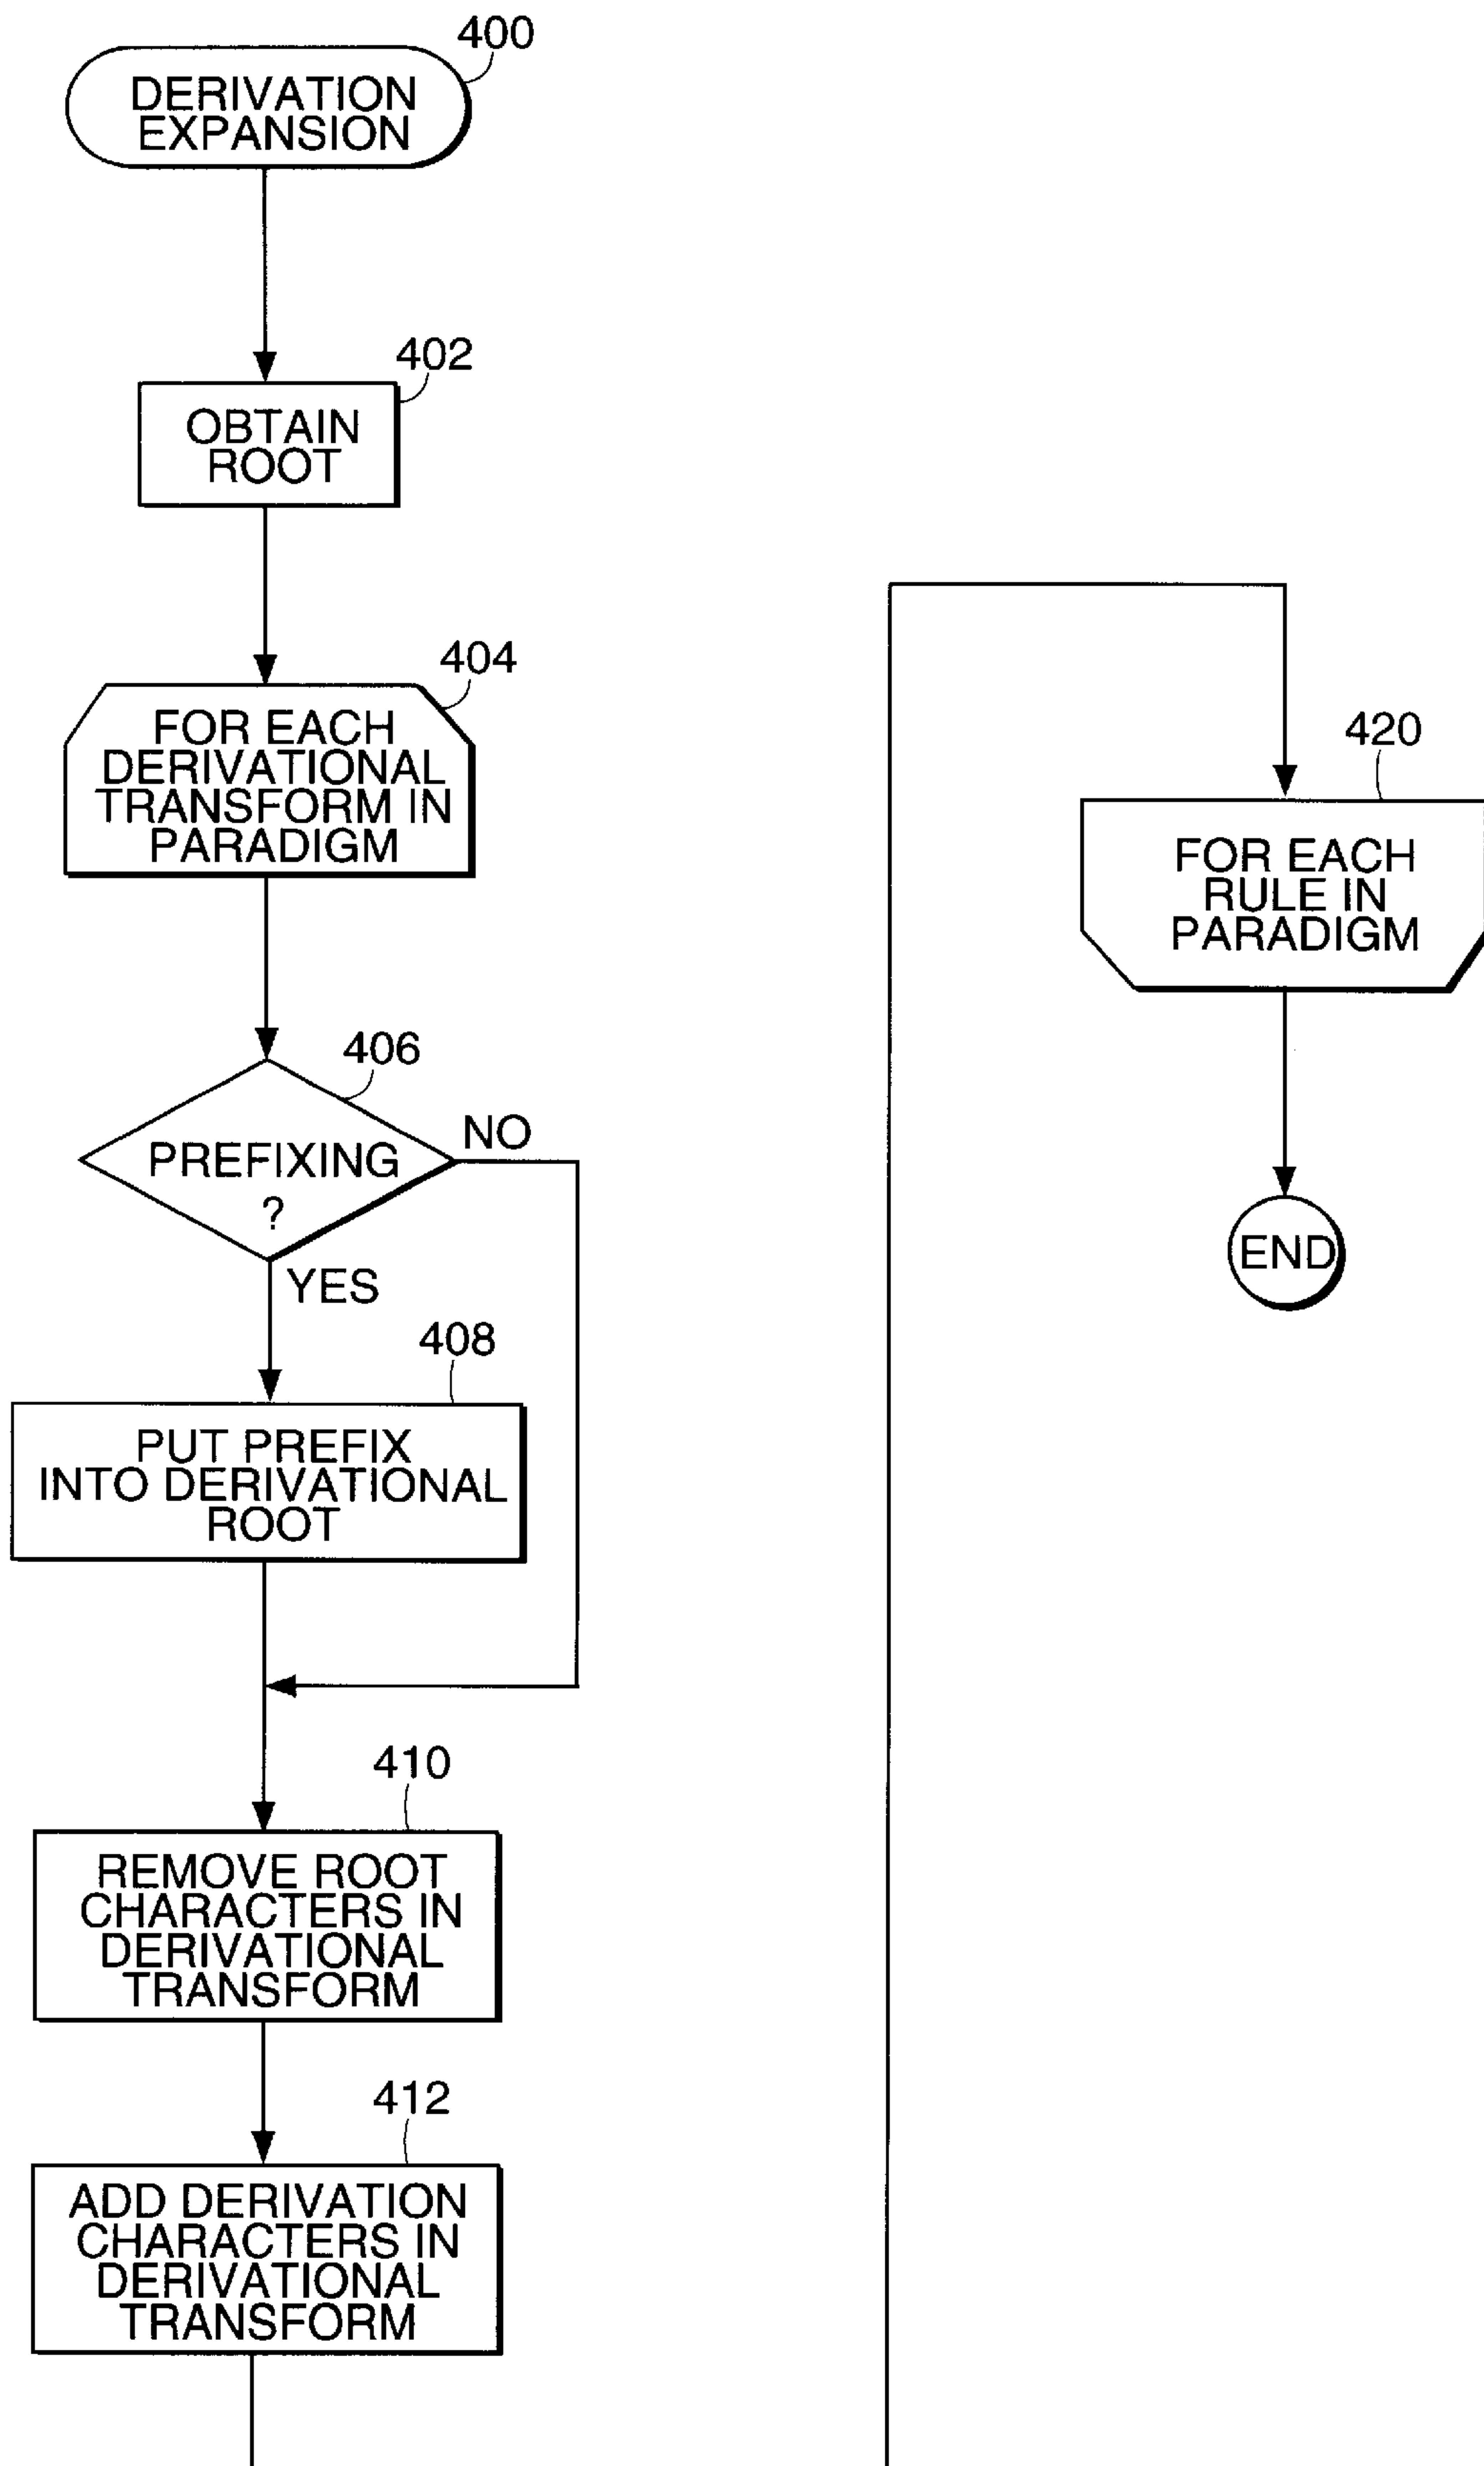 400
DERIVATION
EXPANSION
402
OBTAIN
ROOT
404
FOR EACH
DERIVATIONAL
TRANSFORM IN
PARADIGM
406
PREFIXING
?
NO
YES
408
PUT PREFIX
INTO DERIVATIONAL
ROOT
410
REMOVE ROOT
CHARACTERS IN
DERIVATIONAL
TRANSFORM
412
ADD DERIVATION
CHARACTERS IN
DERIVATIONAL
TRANSFORM
420
FOR EACH
RULE IN
PARADIGM
END